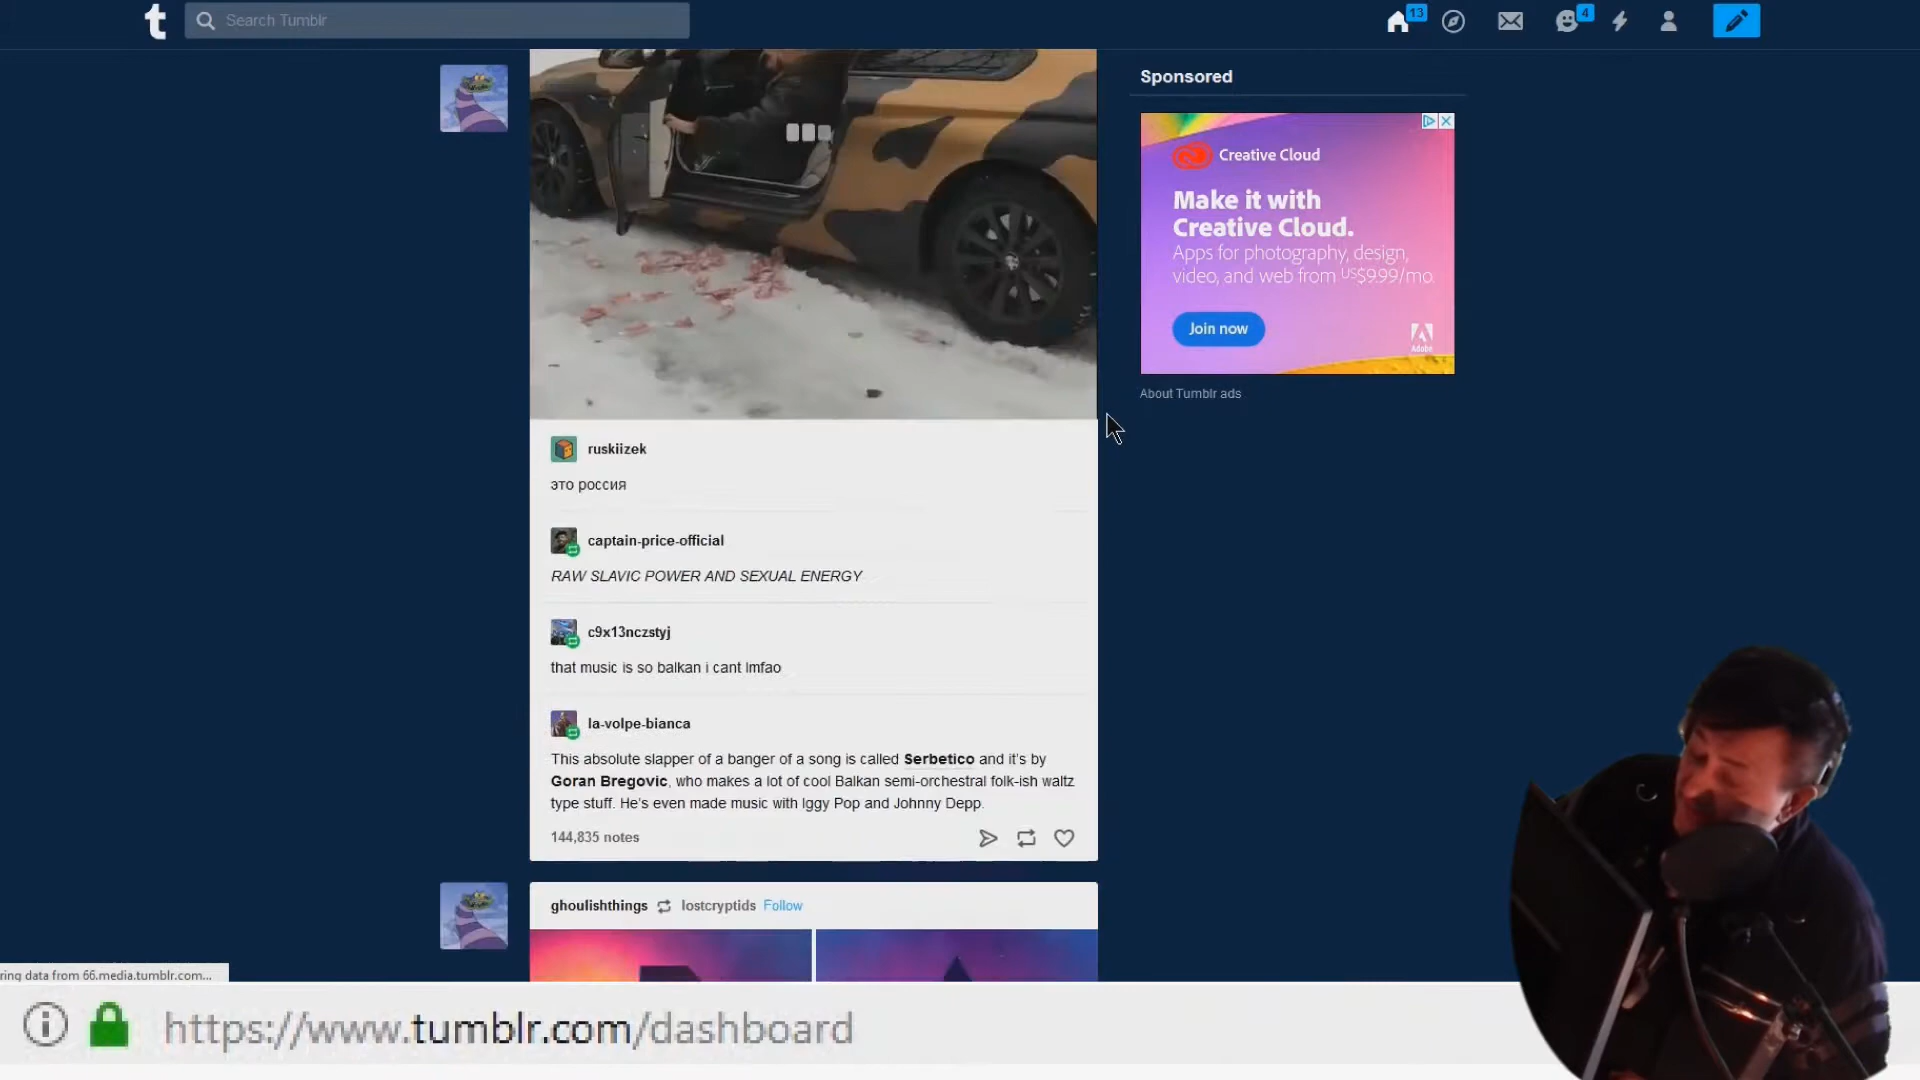 t
Search Tumblr
13
4
Sponsored
Creative Cloud
Make it with
Creative Cloud.
Apps for photography, design,
video, and web from US$9.99/mo.
Join now
Adobe
About Tumblr ads
ruskiizek
это россия
captain-price-official
RAW SLAVIC POWER AND SEXUAL ENERGY
c9x13nczstyj
that music is so balkan i cant lmfao
la-volpe-bianca
This absolute slapper of a banger of a song is called Serbetico and it's by
Goran Bregovic, who makes a lot of cool Balkan semi-orchestral folk-ish waltz
type stuff. He's even made music with Iggy Pop and Johnny Depp.
144,835 notes
ghoulishthings lostcryptids Follow
ring data from 66.media.tumblr.com...
https://www.tumblr.com/dashboard